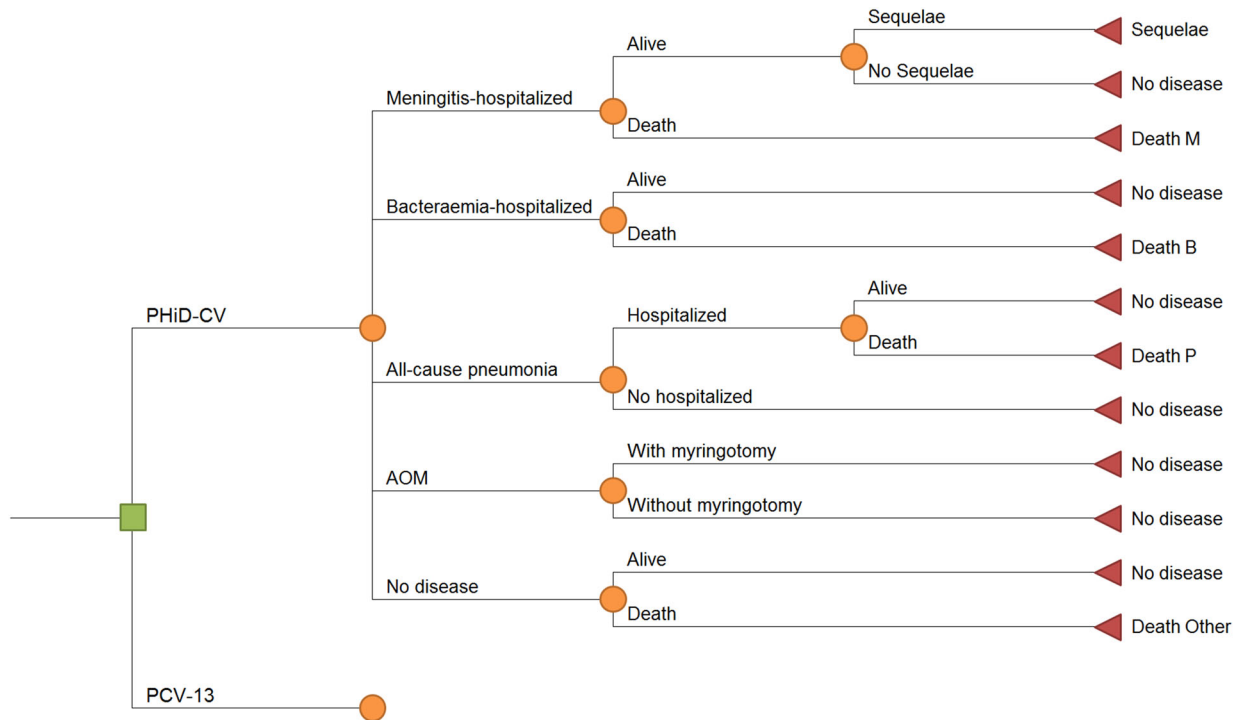 Sequelae
Sequelae
Alive
No Sequelae
No disease
Meningitis-hospitalized
Death
Death M
Alive
No disease
Bacteraemia-hospitalized
Death
Death B
Alive
No disease
PHiD-CV
Hospitalized
Death
Death P
All-cause pneumonia
No hospitalized
No disease
With myringotomy
No disease
AOM
Without myringotomy
No disease
Alive
No disease
No disease
Death
Death Other
PCV-13